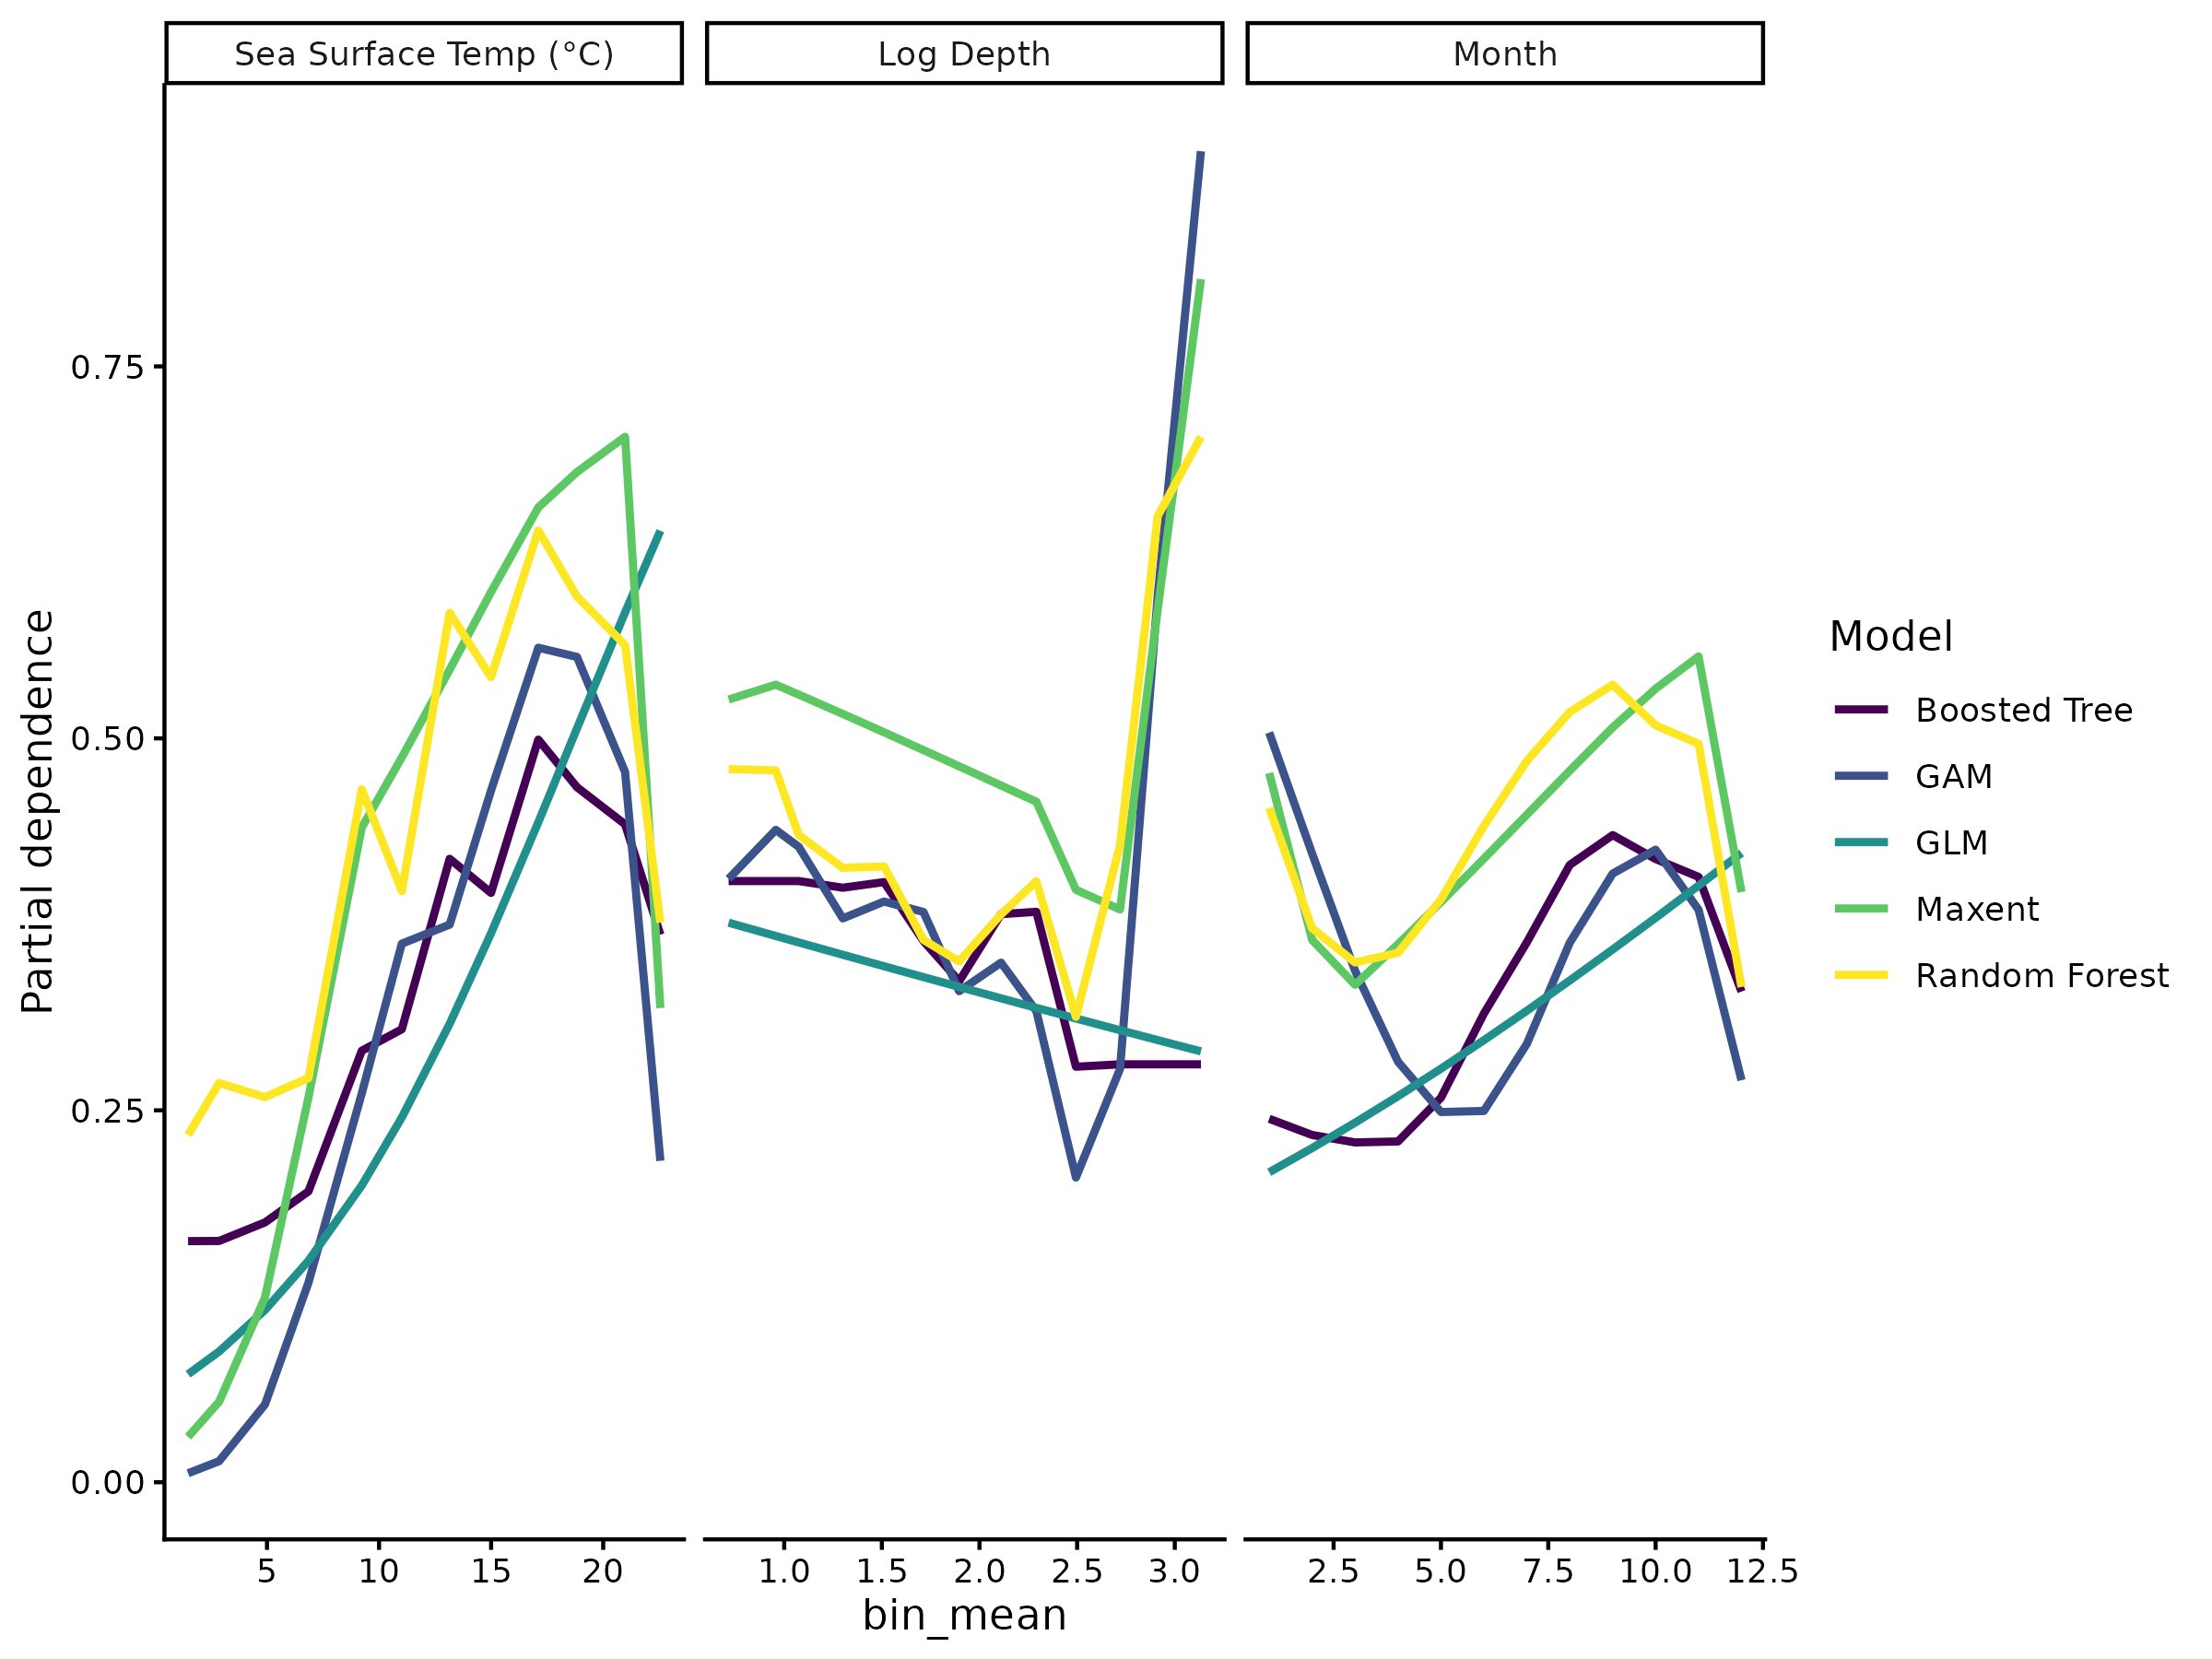 Sea Surface Temp (°C)
Log Depth
Month
Partial dependence
0.75
0.50
0.25
0.00
5 10 15 20
1.0 1.5 2.0 2.5 3.0
2.5 5.0 7.5 10.0 12.5
bin_mean
Model
Boosted Tree
GAM
GLM
Maxent
Random Forest